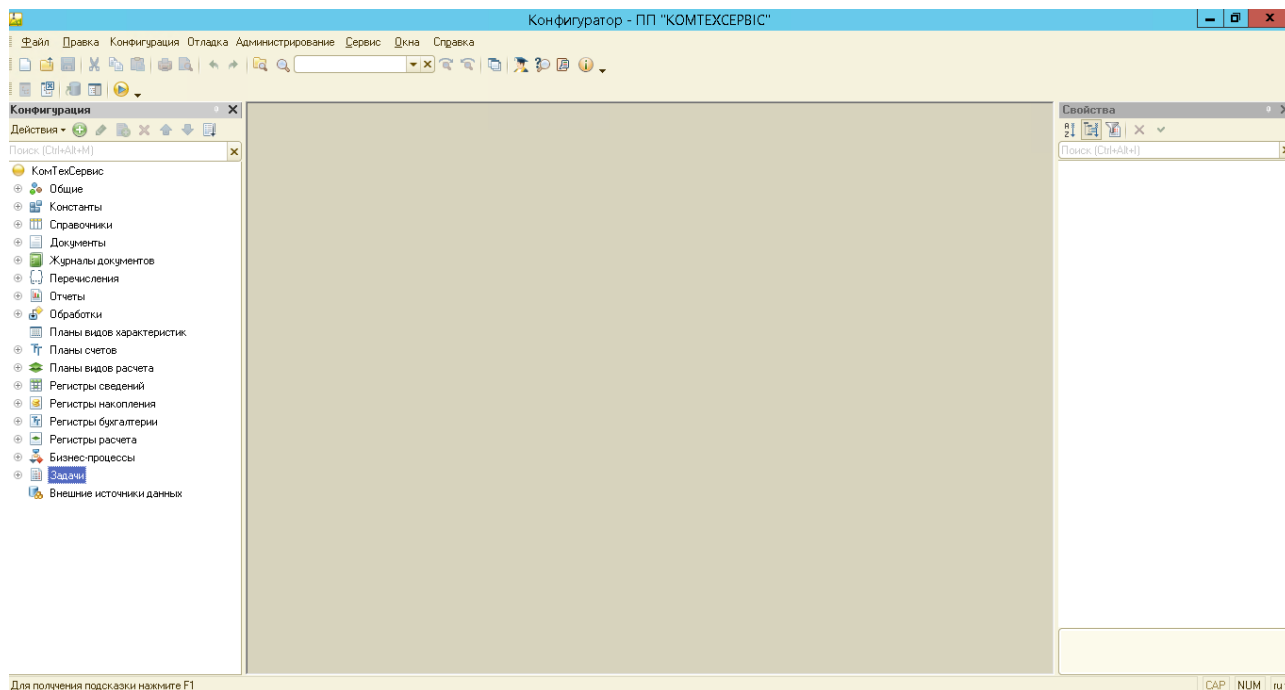 Конфигуратор - ПП "КОМТЕХСЕРВІС"
Файл Правка Конфигурация Отладка Администрирование Сервис Окна Справка
Конфигурация
Действия
Поиск (Ctrl+Alt+M)
КомТехСервис
Общие
Константы
Справочники
Документы
Журналы документов
Перечисления
Отчеты
Обработки
Планы видов характеристик
Планы счетов
Планы видов расчета
Регистры сведений
Регистры накопления
Регистры бухгалтерии
Регистры расчета
Бизнес-процессы
Задачи
Внешние источники данных
Свойства
Поиск (Ctrl+Alt+I)
Для получения подсказки нажмите F1
CAP NUM ru